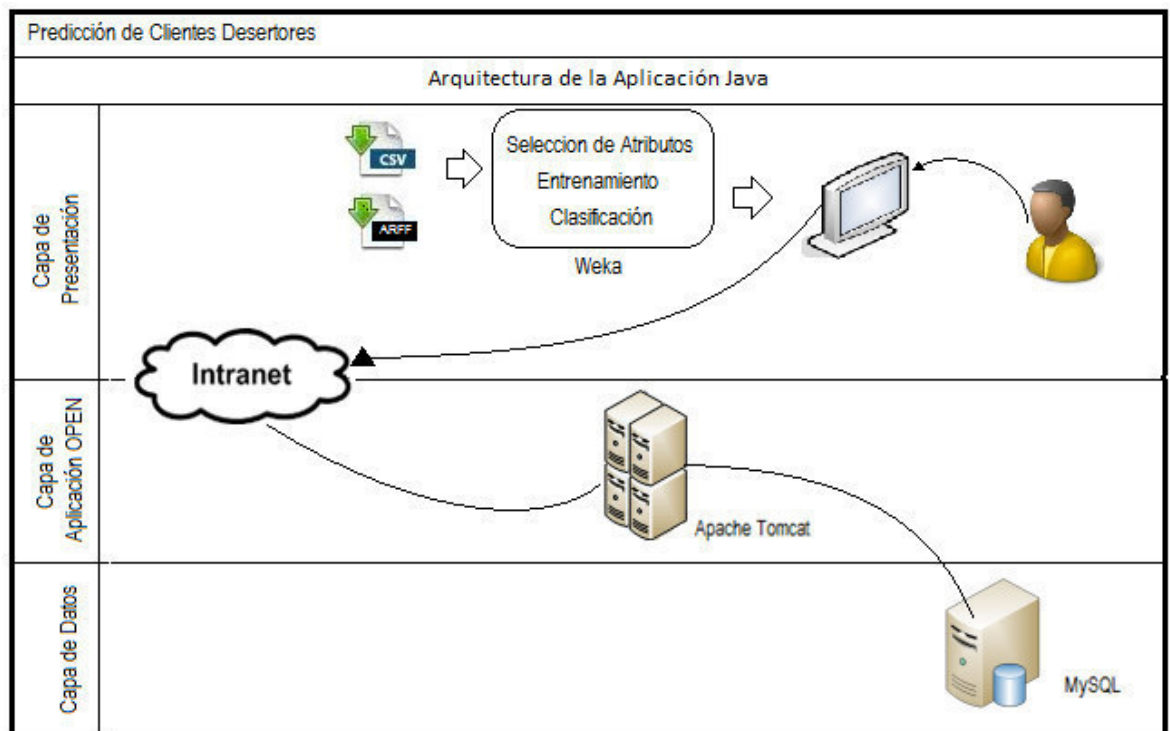 Predicción de Clientes Desertores
Arquitectura de la Aplicación Java
Capa de
Presentación
CSV
ARFF
Seleccion de Atributos
Entrenamiento
Clasificación
Weka
Intranet
Capa de
Aplicación OPEN
Apache Tomcat
Capa de Datos
MySQL